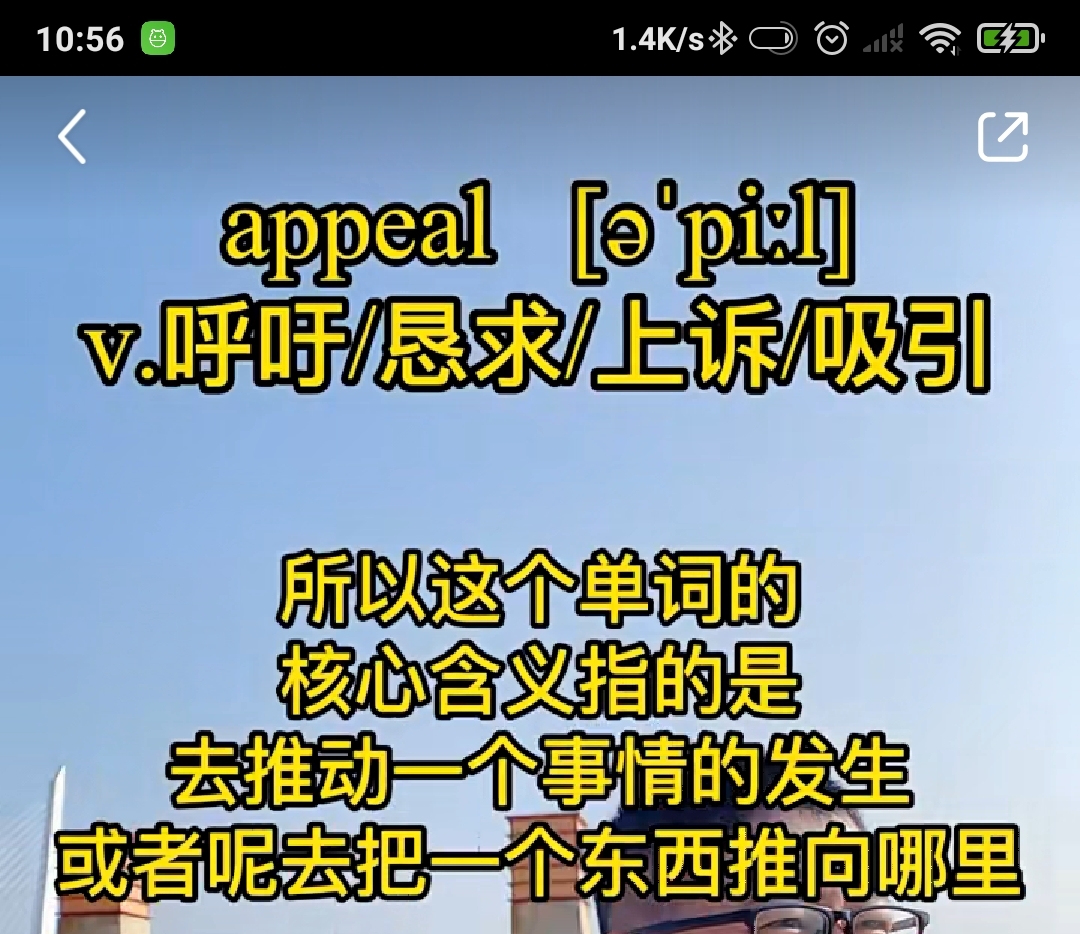 10:56 1.4K/s
appeal [əˈpiːl]
v.呼吁/恳求/上诉/吸引
所以这个单词的
核心含义指的是
去推动一个事情的发生
或者呢去把一个东西推向哪里